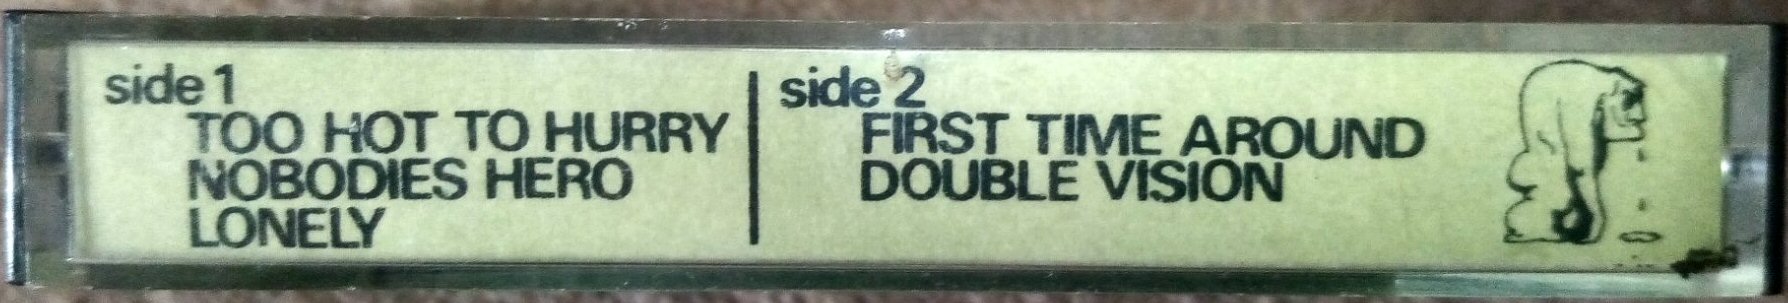 side 1
TOO HOT TO HURRY
NOBODIES HERO
LONELY
side 2
FIRST TIME AROUND
DOUBLE VISION